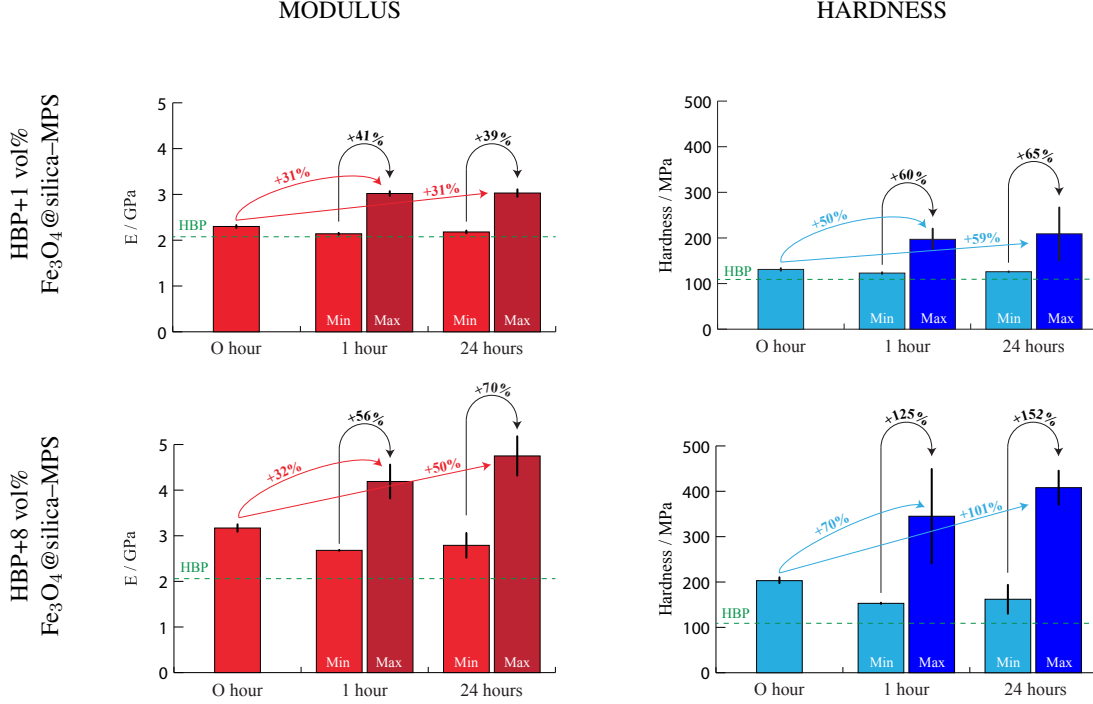 MODULUS
HARDNESS
HBP+1 vol%
Fe₃O₄@silica–MPS
E / GPa
5
4
3
2
1
0
HBP
+31%
+41%
+31%
+39%
Min
Max
Min
Max
O hour
1 hour
24 hours
Hardness / MPa
500
400
300
200
100
0
HBP
+50%
+60%
+59%
+65%
Min
Max
Min
Max
O hour
1 hour
24 hours
HBP+8 vol%
Fe₃O₄@silica–MPS
E / GPa
5
4
3
2
1
0
HBP
+32%
+56%
+50%
+70%
Min
Max
Min
Max
O hour
1 hour
24 hours
Hardness / MPa
500
400
300
200
100
0
HBP
+70%
+125%
+101%
+152%
Min
Max
Min
Max
O hour
1 hour
24 hours